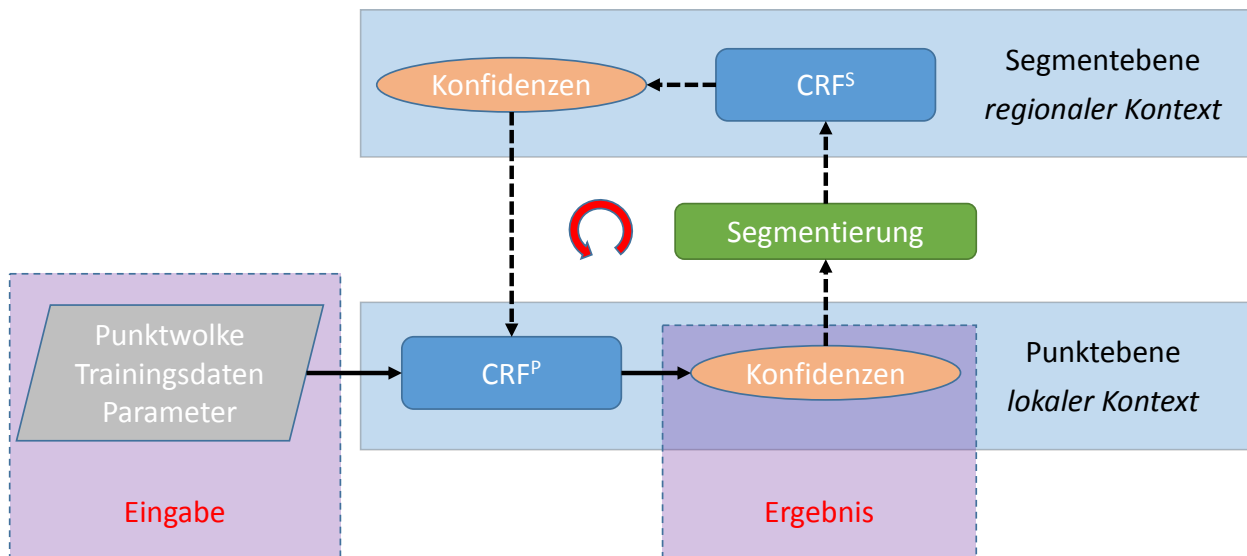 Konfidenzen
CRF^S
Segmentebene
regionaler Kontext
Segmentierung
Punktwolke
Trainingsdaten
Parameter
CRF^P
Konfidenzen
Punktebene
lokaler Kontext
Eingabe
Ergebnis